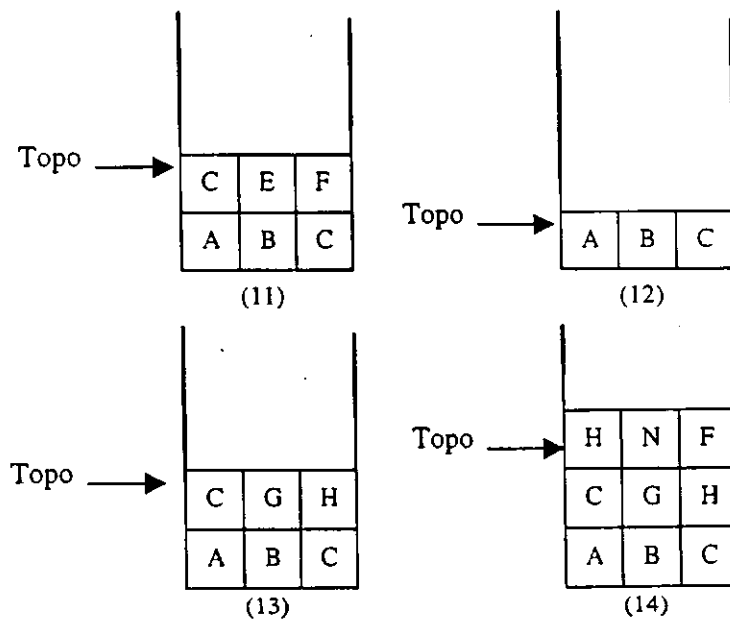 Topo
C E F
A B C
(11)
Topo
A B C
(12)
Topo
C G H
A B C
(13)
Topo
H N F
C G H
A B C
(14)